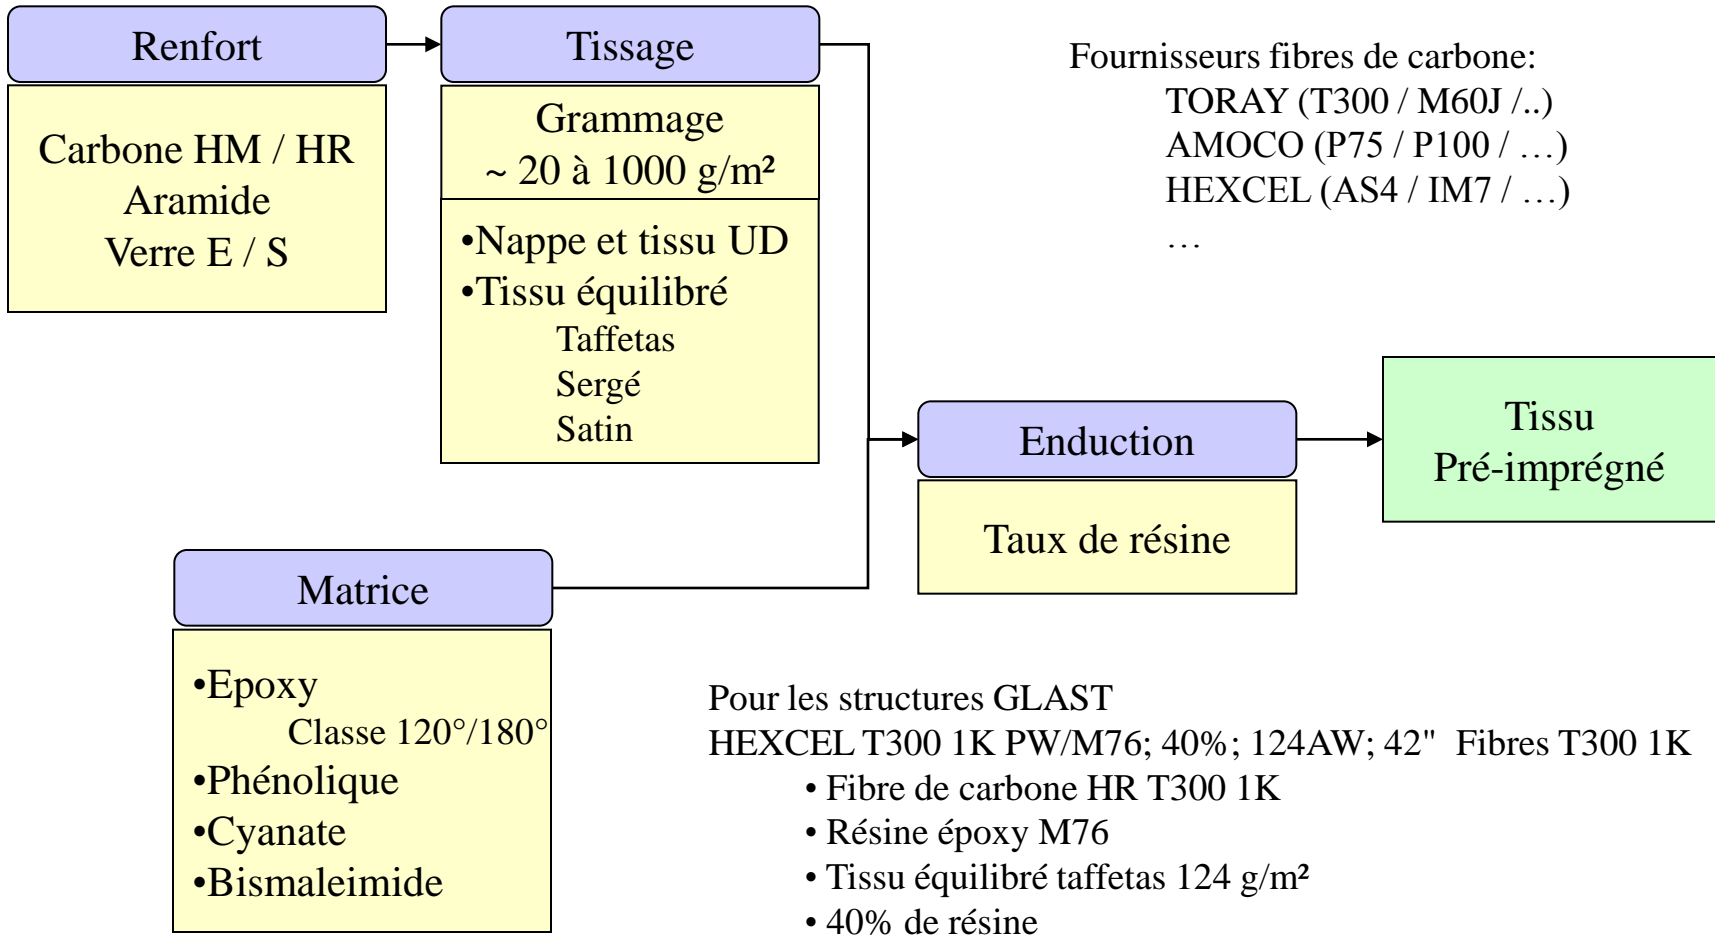 Renfort
Carbone HM / HR
Aramide
Verre E / S
Tissage
Grammage
~ 20 à 1000 g/m²
•Nappe et tissu UD
•Tissu équilibré
Taffetas
Sergé
Satin
Fournisseurs fibres de carbone:
TORAY (T300 / M60J /..)
AMOCO (P75 / P100 / …)
HEXCEL (AS4 / IM7 / …)
…
Enduction
Taux de résine
Tissu
Pré-imprégné
Matrice
•Epoxy
Classe 120°/180°
•Phénolique
•Cyanate
•Bismaleimide
Pour les structures GLAST
HEXCEL T300 1K PW/M76; 40%; 124AW; 42" Fibres T300 1K
• Fibre de carbone HR T300 1K
• Résine époxy M76
• Tissu équilibré taffetas 124 g/m²
• 40% de résine